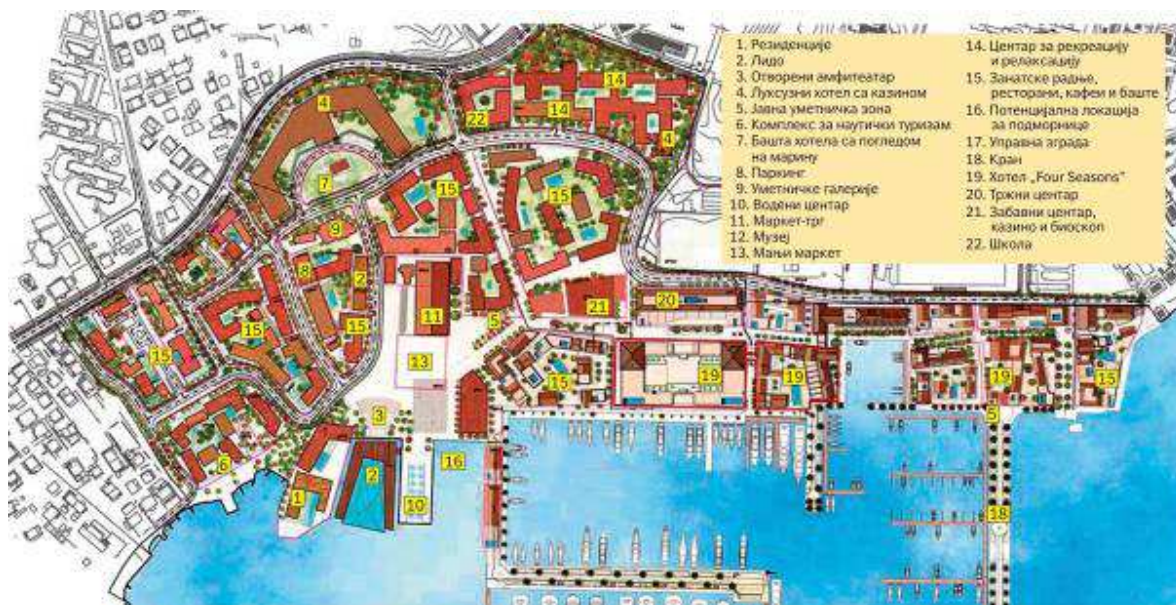 1. Резиденције
2. Лидо
3. Отворени амфитеатар
4. Луксузни хотел са казином
5. Јавна уметничка зона
6. Комплекс за наутички туризам
7. Башта хотела са погледом
на марину
8. Паркинг
9. Уметничке галерије
10. Водени центар
11. Маркет-трг
12. Музеј
13. Мањи маркет
14. Центар за рекреацију
и релаксацију
15. Занатске радње,
ресторани, кафеи и баште
16. Потенцијална локација
за подморнице
17. Управна зграда
18. Кран
19. Хотел „Four Seasons”
20. Тржни центар
21. Забавни центар,
казино и биоскоп
22. Школа
4
14
22
14
4
7
15
15
9
8
2
20
21
11
5
15
15
15
13
15
19
19
19
15
3
5
6
2
16
1
10
18